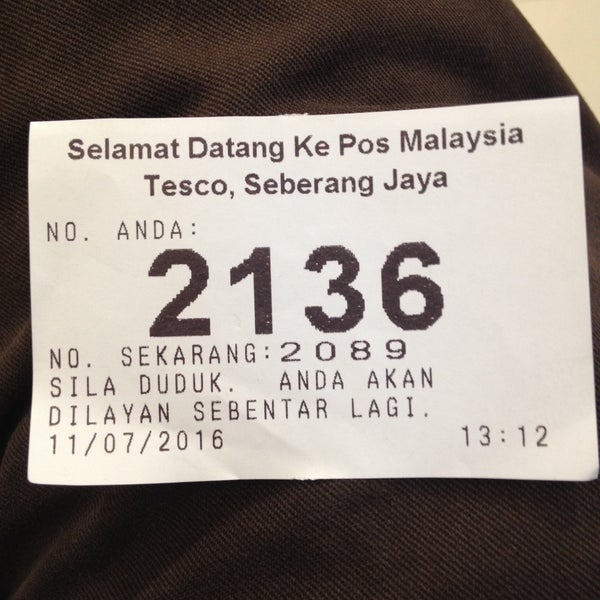 Selamat Datang Ke Pos Malaysia
Tesco, Seberang Jaya
NO. ANDA:
2136
NO. SEKARANG:2089
SILA DUDUK. ANDA AKAN
DILAYAN SEBENTAR LAGI.
11/07/2016 13:12